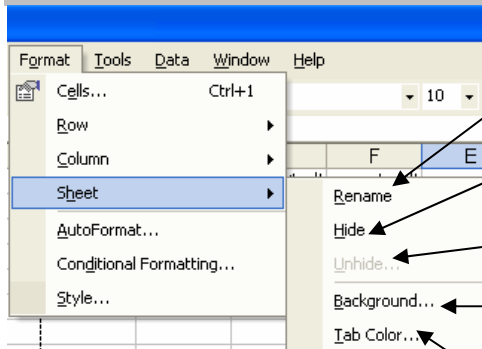 Format Tools Data Window Help
Cells... Ctrl+1
10
Row
Column
F E
Sheet
Rename
AutoFormat...
Hide
Conditional Formatting...
Unhide...
Style...
Background...
Tab Color...